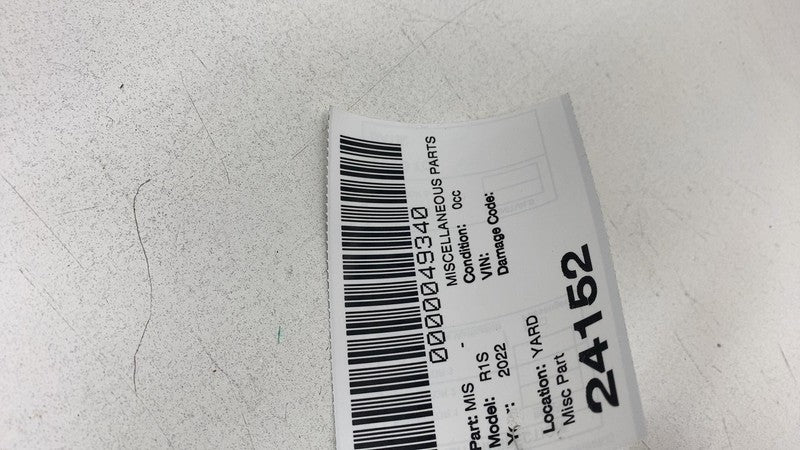 0000049340
MISCELLANEOUS PARTS
Part: MIS -
Condition: 0cc
Model: R1S
VIN:
2022
Damage Code:
Location: YARD
Misc Part
24152